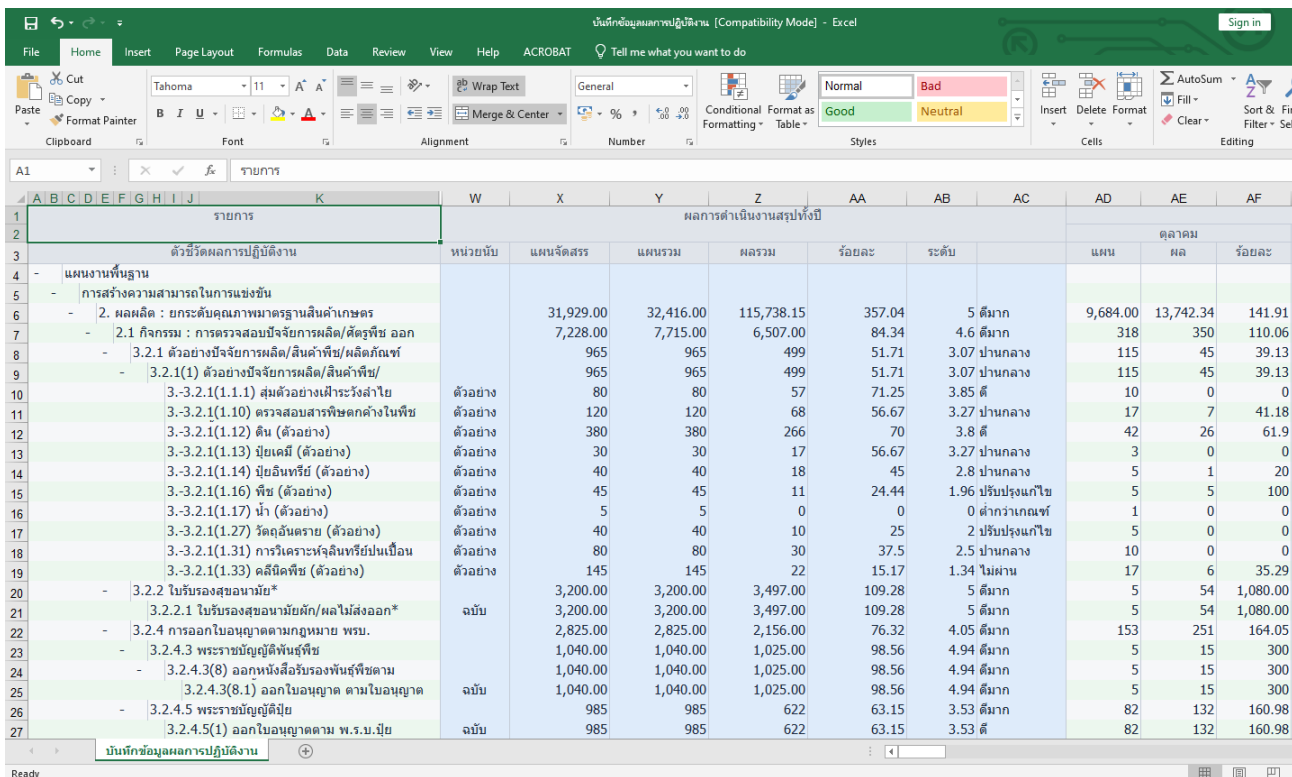 บันทึกข้อมูลผลการปฏิบัติงาน [Compatibility Mode] - Excel
Sign in
File Home Insert Page Layout Formulas Data Review View Help ACROBAT Tell me what you want to do
Paste
Cut
Copy
Format Painter
Tahoma 11
B I U
Wrap Text
Merge & Center
General
% ,
Conditional Formatting
Format as Table
Normal Bad
Good Neutral
Insert Delete Format
AutoSum
Fill
Clear
Sort & Filter
Clipboard Font Alignment Number Styles Cells Editing
A1 fx รายการ
A B C D E F G H I J K W X Y Z AA AB AC AD AE AF
1 รายการ ผลการดำเนินงานสรุปทั้งปี
2 ตุลาคม
3 ตัวชี้วัดผลการปฏิบัติงาน หน่วยนับ แผนจัดสรร แผนรวม ผลรวม ร้อยละ ระดับ แผน ผล ร้อยละ
4 - แผนงานพื้นฐาน
5 - การสร้างความสามารถในการแข่งขัน
6 - 2. ผลผลิต : ยกระดับคุณภาพมาตรฐานสินค้าเกษตร 31,929.00 32,416.00 115,738.15 357.04 5 ดีมาก 9,684.00 13,742.34 141.91
7 - 2.1 กิจกรรม : การตรวจสอบปัจจัยการผลิต/ศัตรูพืช ออก 7,228.00 7,715.00 6,507.00 84.34 4.6 ดีมาก 318 350 110.06
8 - 3.2.1 ตัวอย่างปัจจัยการผลิต/สินค้าพืช/ผลิตภัณฑ์ 965 965 499 51.71 3.07 ปานกลาง 115 45 39.13
9 - 3.2.1(1) ตัวอย่างปัจจัยการผลิต/สินค้าพืช/ 965 965 499 51.71 3.07 ปานกลาง 115 45 39.13
10 3.-3.2.1(1.1.1) สุ่มตัวอย่างเฝ้าระวังลำไย ตัวอย่าง 80 80 57 71.25 3.85 ดี 10 0 0
11 3.-3.2.1(1.10) ตรวจสอบสารพิษตกค้างในพืช ตัวอย่าง 120 120 68 56.67 3.27 ปานกลาง 17 7 41.18
12 3.-3.2.1(1.12) ดิน (ตัวอย่าง) ตัวอย่าง 380 380 266 70 3.8 ดี 42 26 61.9
13 3.-3.2.1(1.13) ปุ๋ยเคมี (ตัวอย่าง) ตัวอย่าง 30 30 17 56.67 3.27 ปานกลาง 3 0 0
14 3.-3.2.1(1.14) ปุ๋ยอินทรีย์ (ตัวอย่าง) ตัวอย่าง 40 40 18 45 2.8 ปานกลาง 5 1 20
15 3.-3.2.1(1.16) พืช (ตัวอย่าง) ตัวอย่าง 45 45 11 24.44 1.96 ปรับปรุงแก้ไข 5 5 100
16 3.-3.2.1(1.17) น้ำ (ตัวอย่าง) ตัวอย่าง 5 5 0 0 0 ต่ำกว่าเกณฑ์ 1 0 0
17 3.-3.2.1(1.27) วัตถุอันตราย (ตัวอย่าง) ตัวอย่าง 40 40 10 25 2 ปรับปรุงแก้ไข 5 0 0
18 3.-3.2.1(1.31) การวิเคราะห์จุลินทรีย์ปนเปื้อน ตัวอย่าง 80 80 30 37.5 2.5 ปานกลาง 10 0 0
19 3.-3.2.1(1.33) คลีนิคพืช (ตัวอย่าง) ตัวอย่าง 145 145 22 15.17 1.34 ไม่ผ่าน 17 6 35.29
20 - 3.2.2 ใบรับรองสุขอนามัย* 3,200.00 3,200.00 3,497.00 109.28 5 ดีมาก 5 54 1,080.00
21 3.2.2.1 ใบรับรองสุขอนามัยผัก/ผลไม้ส่งออก* ฉบับ 3,200.00 3,200.00 3,497.00 109.28 5 ดีมาก 5 54 1,080.00
22 - 3.2.4 การออกใบอนุญาตตามกฎหมาย พรบ. 2,825.00 2,825.00 2,156.00 76.32 4.05 ดีมาก 153 251 164.05
23 - 3.2.4.3 พระราชบัญญัติพันธุ์พืช 1,040.00 1,040.00 1,025.00 98.56 4.94 ดีมาก 5 15 300
24 - 3.2.4.3(8) ออกหนังสือรับรองพันธุ์พืชตาม 1,040.00 1,040.00 1,025.00 98.56 4.94 ดีมาก 5 15 300
25 3.2.4.3(8.1) ออกใบอนุญาต ตามใบอนุญาต ฉบับ 1,040.00 1,040.00 1,025.00 98.56 4.94 ดีมาก 5 15 300
26 - 3.2.4.5 พระราชบัญญัติปุ๋ย 985 985 622 63.15 3.53 ดีมาก 82 132 160.98
27 3.2.4.5(1) ออกใบอนุญาตตาม พ.ร.บ.ปุ๋ย ฉบับ 985 985 622 63.15 3.53 ดี 82 132 160.98
บันทึกข้อมูลผลการปฏิบัติงาน
Ready